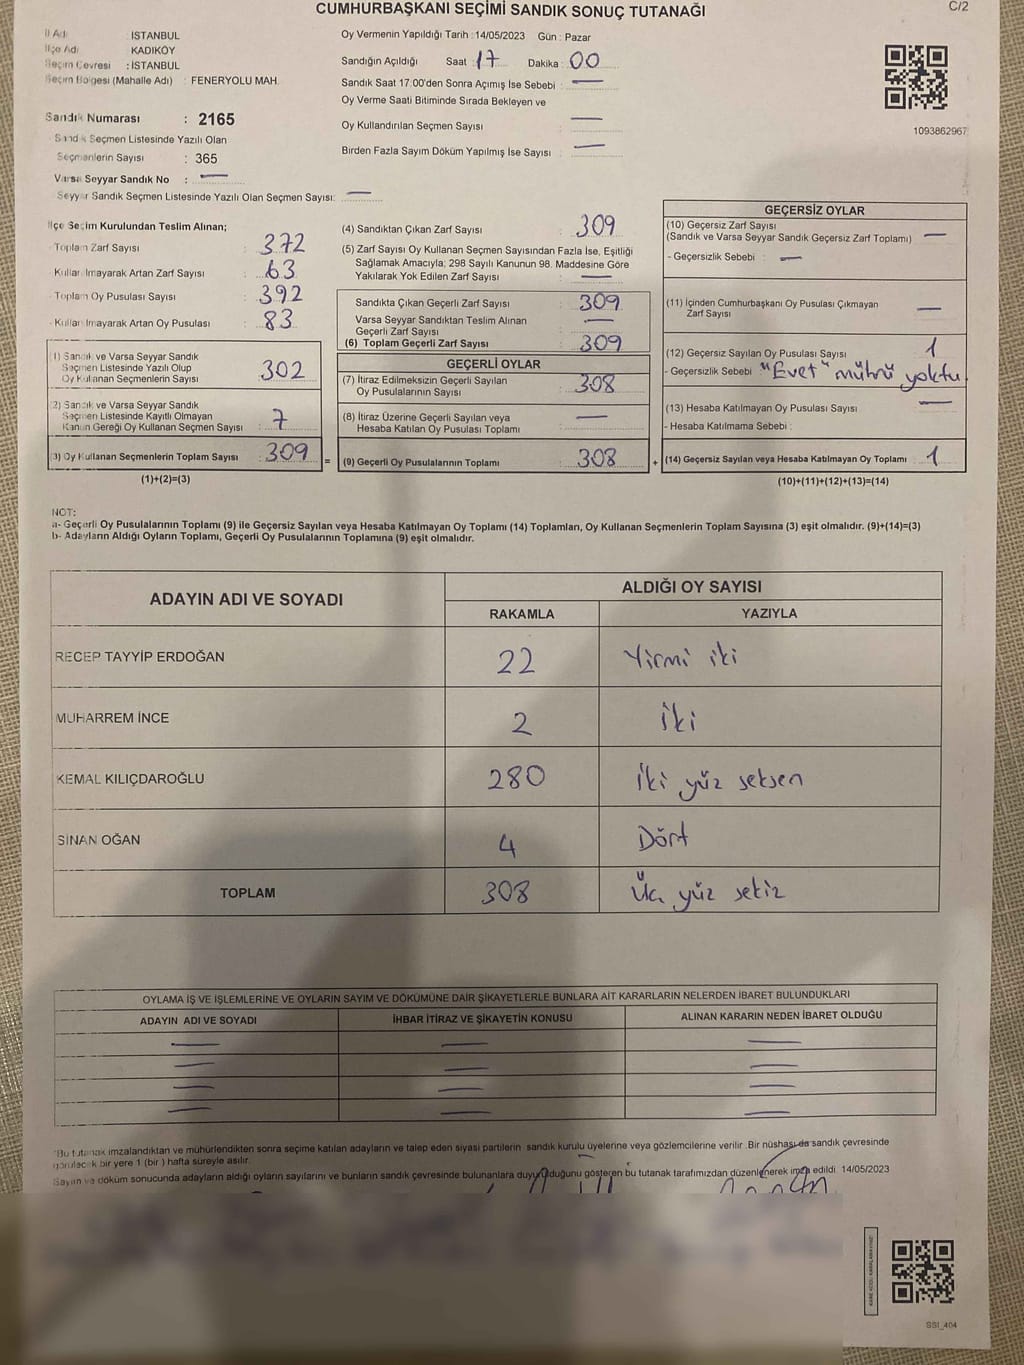 CUMHURBAŞKANI SEÇİMİ SANDIK SONUÇ TUTANAĞI
C/2
İl Adı : İSTANBUL
İlçe Adı : KADIKÖY
Seçim Çevresi : İSTANBUL
Seçim Bölgesi (Mahalle Adı) : FENERYOLU MAH.
Sandık Numarası : 2165
Sandık Seçmen Listesinde Yazılı Olan
Seçmenlerin Sayısı : 365
Varsa Seyyar Sandık No : —
Seyyar Sandık Seçmen Listesinde Yazılı Olan Seçmen Sayısı: —
Oy Vermenin Yapıldığı Tarih : 14/05/2023 Gün : Pazar
Sandığın Açıldığı Saat : 17 Dakika : 00
Sandık Saat 17:00'den Sonra Açımış İse Sebebi : —
Oy Verme Saati Bitiminde Sırada Bekleyen ve
Oy Kullandırılan Seçmen Sayısı : —
Birden Fazla Sayım Döküm Yapılmış İse Sayısı : —
1093862967
İlçe Seçim Kurulundan Teslim Alınan;
Toplam Zarf Sayısı : 372
Kullanılmayarak Artan Zarf Sayısı : 63
Toplam Oy Pusulası Sayısı : 392
Kullanılmayarak Artan Oy Pusulası : 83
(1) Sandık ve Varsa Seyyar Sandık
Seçmen Listesinde Yazılı Olup
Oy Kullanan Seçmenlerin Sayısı : 302
(2) Sandık ve Varsa Seyyar Sandık
Seçmen Listesinde Kayıtlı Olmayan
Kanun Gereği Oy Kullanan Seçmen Sayısı : 7
(3) Oy Kullanan Seçmenlerin Toplam Sayısı : 309
(1)+(2)=(3)
(4) Sandıktan Çıkan Zarf Sayısı : 309
(5) Zarf Sayısı Oy Kullanan Seçmen Sayısından Fazla İse, Eşitliği
Sağlamak Amacıyla; 298 Sayılı Kanunun 98. Maddesine Göre
Yakılarak Yok Edilen Zarf Sayısı : —
Sandıkta Çıkan Geçerli Zarf Sayısı : 309
Varsa Seyyar Sandıktan Teslim Alınan
Geçerli Zarf Sayısı : —
(6) Toplam Geçerli Zarf Sayısı : 309
GEÇERLİ OYLAR
(7) İtiraz Edilmeksizin Geçerli Sayılan
Oy Pusulalarının Sayısı : 308
(8) İtiraz Üzerine Geçerli Sayılan veya
Hesaba Katılan Oy Pusulası Toplamı : —
= (9) Geçerli Oy Pusulalarının Toplamı : 308
GEÇERSİZ OYLAR
(10) Geçersiz Zarf Sayısı
(Sandık ve Varsa Seyyar Sandık Geçersiz Zarf Toplamı) —
- Geçersizlik Sebebi : —
(11) İçinden Cumhurbaşkanı Oy Pusulası Çıkmayan
Zarf Sayısı —
(12) Geçersiz Sayılan Oy Pusulası Sayısı 1
- Geçersizlik Sebebi : "Evet" mührü yoktu
(13) Hesaba Katılmayan Oy Pusulası Sayısı —
- Hesaba Katılmama Sebebi :
+ (14) Geçersiz Sayılan veya Hesaba Katılmayan Oy Toplamı 1
(10)+(11)+(12)+(13)=(14)
NOT:
a- Geçerli Oy Pusulalarının Toplamı (9) ile Geçersiz Sayılan veya Hesaba Katılmayan Oy Toplamı (14) Toplamları, Oy Kullanan Seçmenlerin Toplam Sayısına (3) eşit olmalıdır. (9)+(14)=(3)
b- Adayların Aldığı Oyların Toplamı, Geçerli Oy Pusulalarının Toplamına (9) eşit olmalıdır.
ADAYIN ADI VE SOYADI
ALDIĞI OY SAYISI
RAKAMLA YAZIYLA
RECEP TAYYİP ERDOĞAN 22 Yirmi iki
MUHARREM İNCE 2 iki
KEMAL KILIÇDAROĞLU 280 iki yüz seksen
SİNAN OĞAN 4 Dört
TOPLAM 308 Üç yüz sekiz
OYLAMA İŞ VE İŞLEMLERİNE VE OYLARIN SAYIM VE DÖKÜMÜNE DAİR ŞİKAYETLERLE BUNLARA AİT KARARLARIN NELERDEN İBARET BULUNDUKLARI
ADAYIN ADI VE SOYADI İHBAR İTİRAZ VE ŞİKAYETİN KONUSU ALINAN KARARIN NEDEN İBARET OLDUĞU
— — —
— — —
— — —
— — —
"Bu tutanak imzalandıktan ve mühürlendikten sonra seçime katılan adayların ve talep eden siyasi partilerin sandık kurulu üyelerine veya gözlemcilerine verilir .Bir nüshası da sandık çevresinde
görülecek bir yere 1 (bir ) hafta süreyle asılır.
Sayım ve döküm sonucunda adayların aldığı oyların sayılarını ve bunların sandık çevresinde bulunanlara duyurulduğunu gösteren bu tutanak tarafımızdan düzenlenerek imza edildi. 14/05/2023
SSI_404